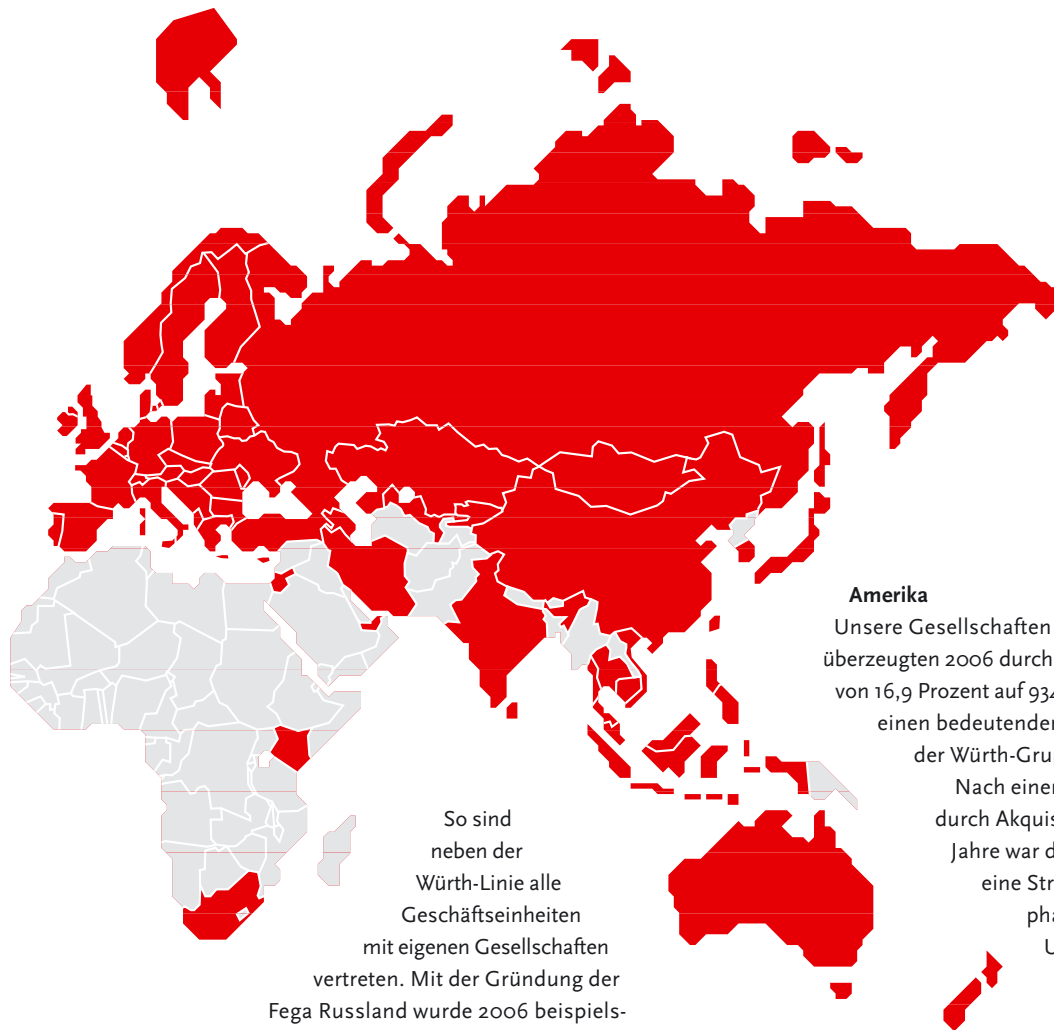 So sind
neben der
Würth-Linie alle
Geschäftseinheiten
mit eigenen Gesellschaften
vertreten. Mit der Gründung der
Fega Russland wurde 2006 beispiels-
Amerika
Unsere Gesellschaften
überzeugten 2006 durch
von 16,9 Prozent auf 934
einen bedeutenden
der Würth-Gru
Nach einer
durch Akquis
Jahre war d
eine Str
pha
U